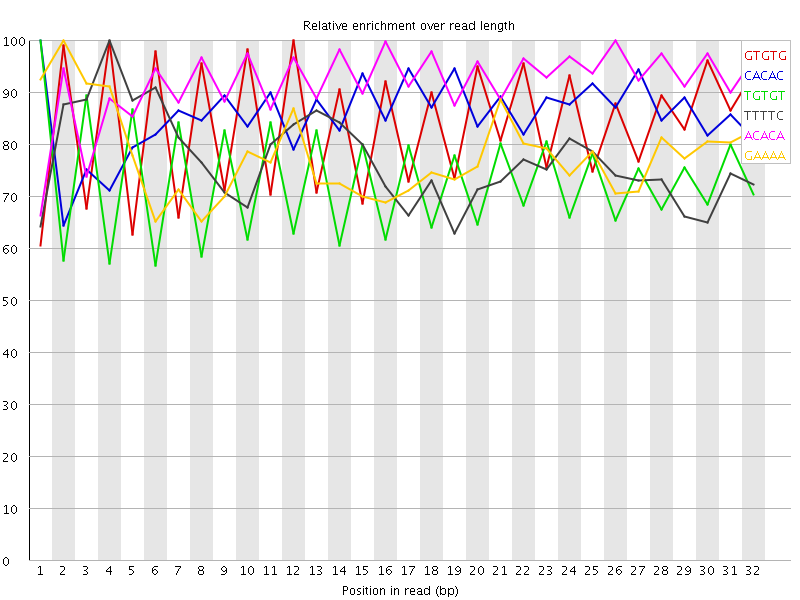 Relative enrichment over read length
100
90
80
70
60
50
40
30
20
10
0
GTGTG
CACAC
TGTGT
TTTTC
ACACA
GAAAA
1 2 3 4 5 6 7 8 9 10 11 12 13 14 15 16 17 18 19 20 21 22 23 24 25 26 27 28 29 30 31 32
Position in read (bp)